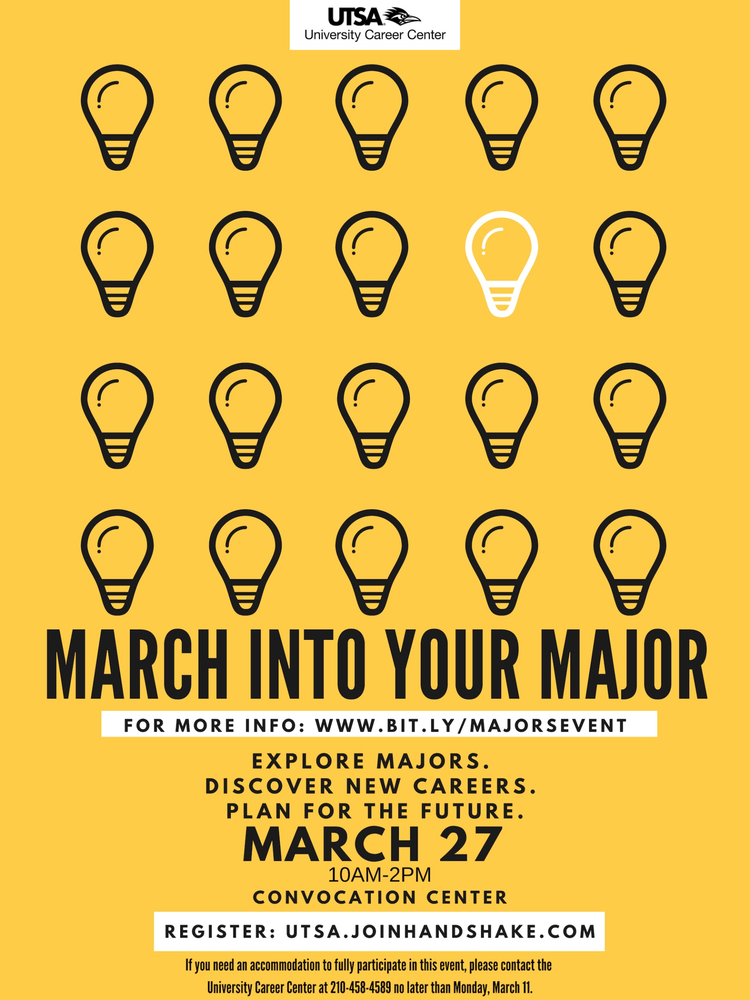 UTSA
University Career Center
MARCH INTO YOUR MAJOR
FOR MORE INFO: WWW.BIT.LY/MAJORSEVENT
EXPLORE MAJORS.
DISCOVER NEW CAREERS.
PLAN FOR THE FUTURE.
MARCH 27
10AM-2PM
CONVOCATION CENTER
REGISTER: UTSA.JOINHANDSHAKE.COM
If you need an accommodation to fully participate in this event, please contact the
University Career Center at 210-458-4589 no later than Monday, March 11.